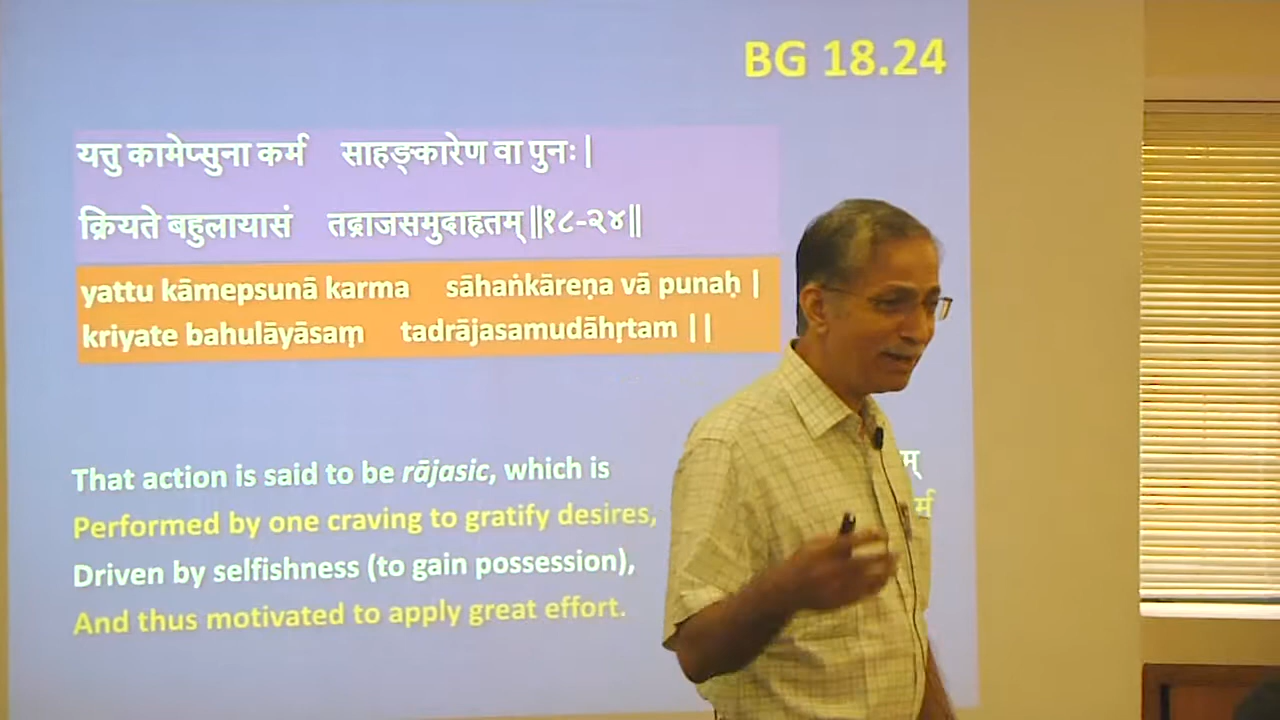 BG 18.24
यत्तु कामेप्सुना कर्म साहङ्कारेण वा पुनः |
क्रियते बहुलायासं तद्राजसमुदाहृतम् ||१८-२४||
yattu kāmepsunā karma sāhaṅkāreṇa vā punaḥ |
kriyate bahulāyāsaṃ tadrājasamudāhṛtam ||
That action is said to be rājasic, which is
Performed by one craving to gratify desires,
Driven by selfishness (to gain possession),
And thus motivated to apply great effort.